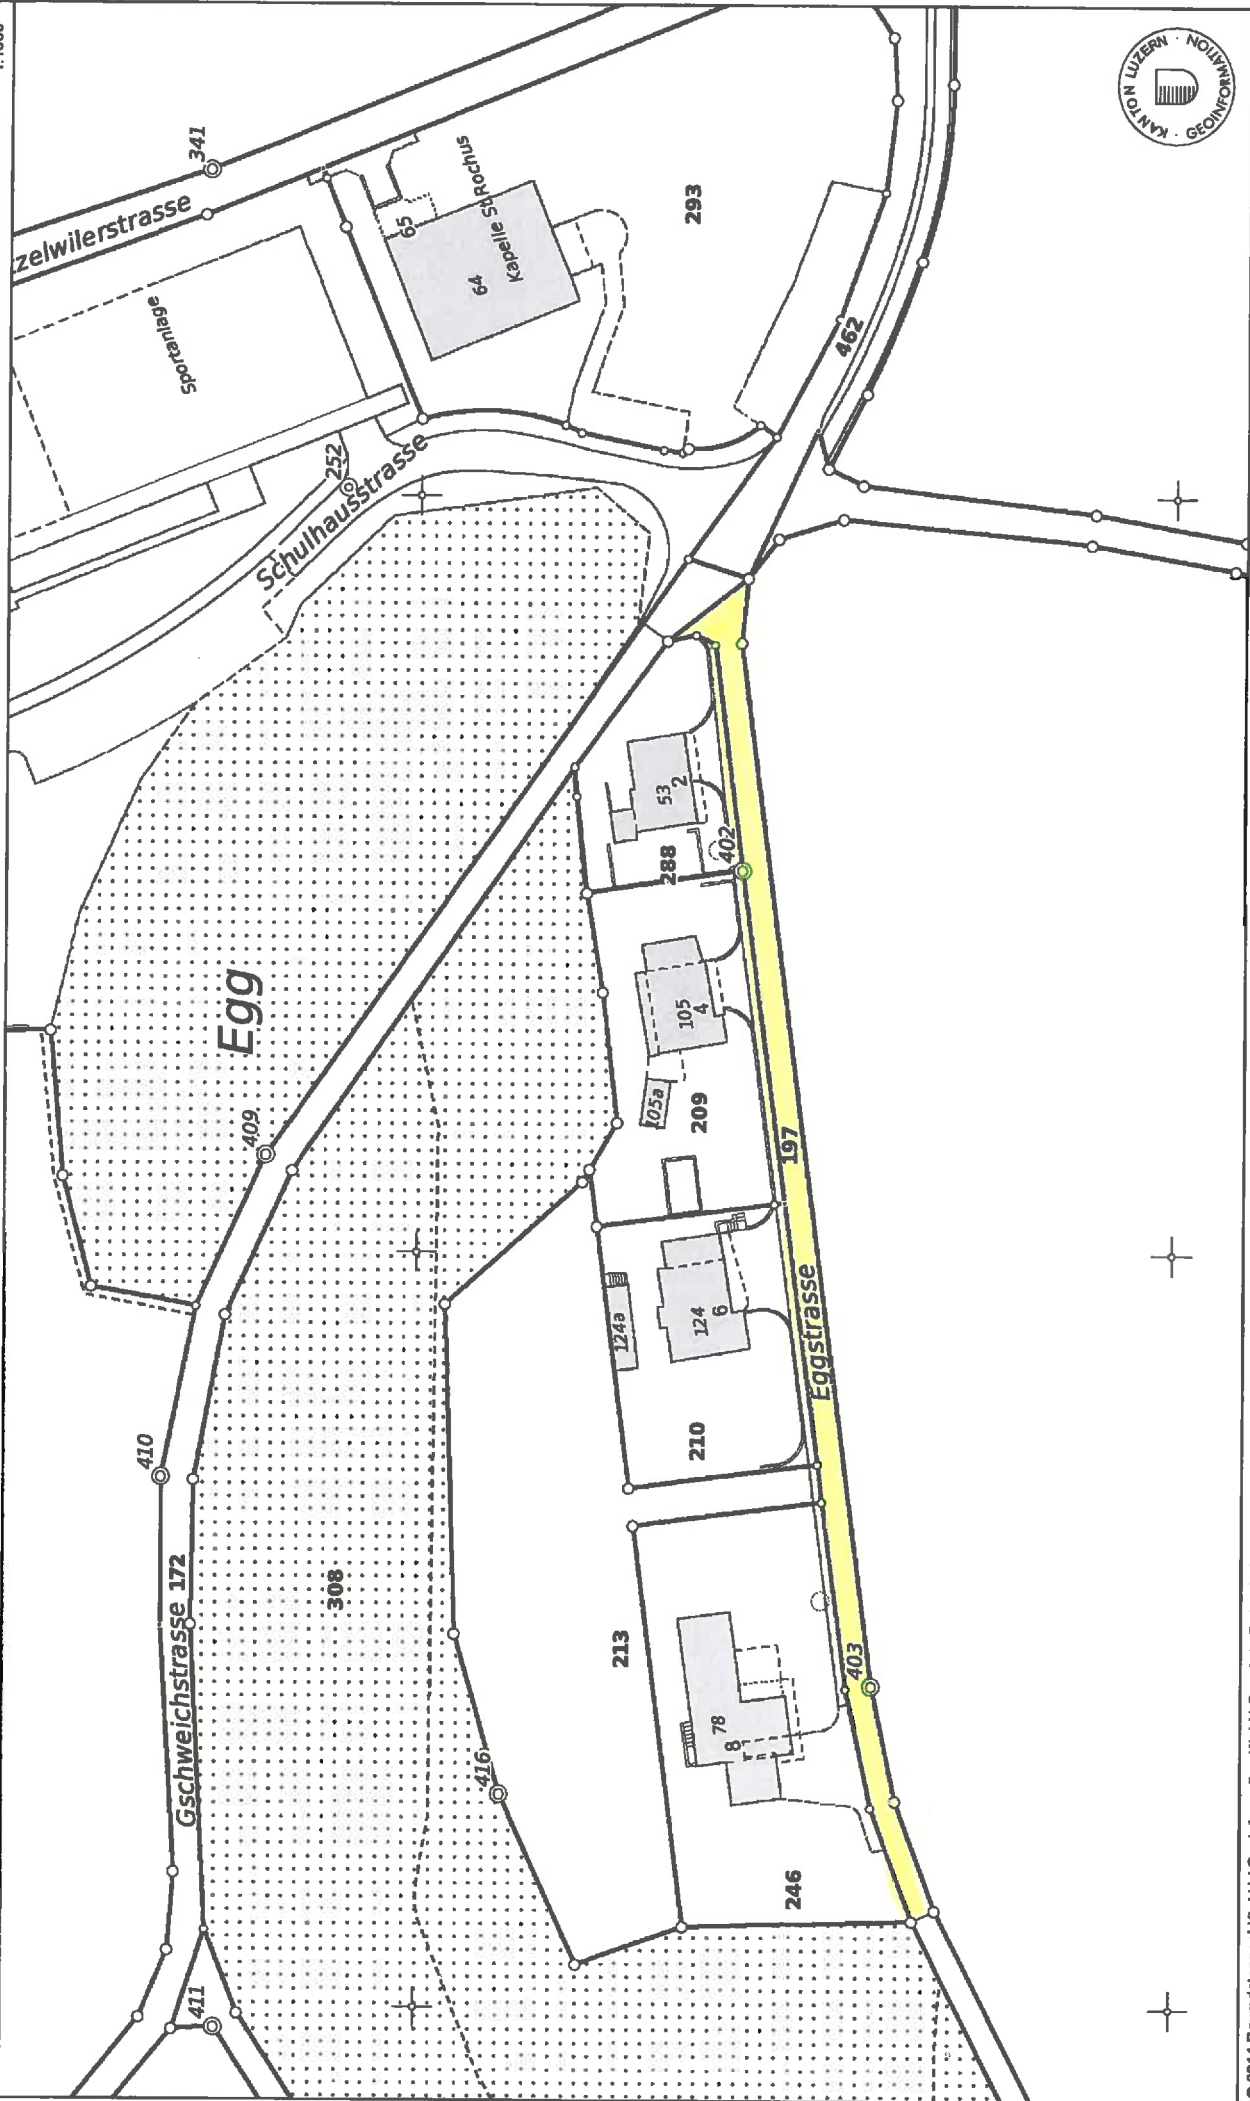 341
zelwilerstrasse
65
Kapelle St.Rochus
64
293
Sportanlage
462
252
Schulhausstrasse
KANTON LUZERN · GEOINFORMATION ·
53
2
288
402
Egg
105
4
105a
209
409
197
124a
124
6
Eggstrasse
210
410
Gschweichstrasse 172
308
213
403
78
8
416
246
411